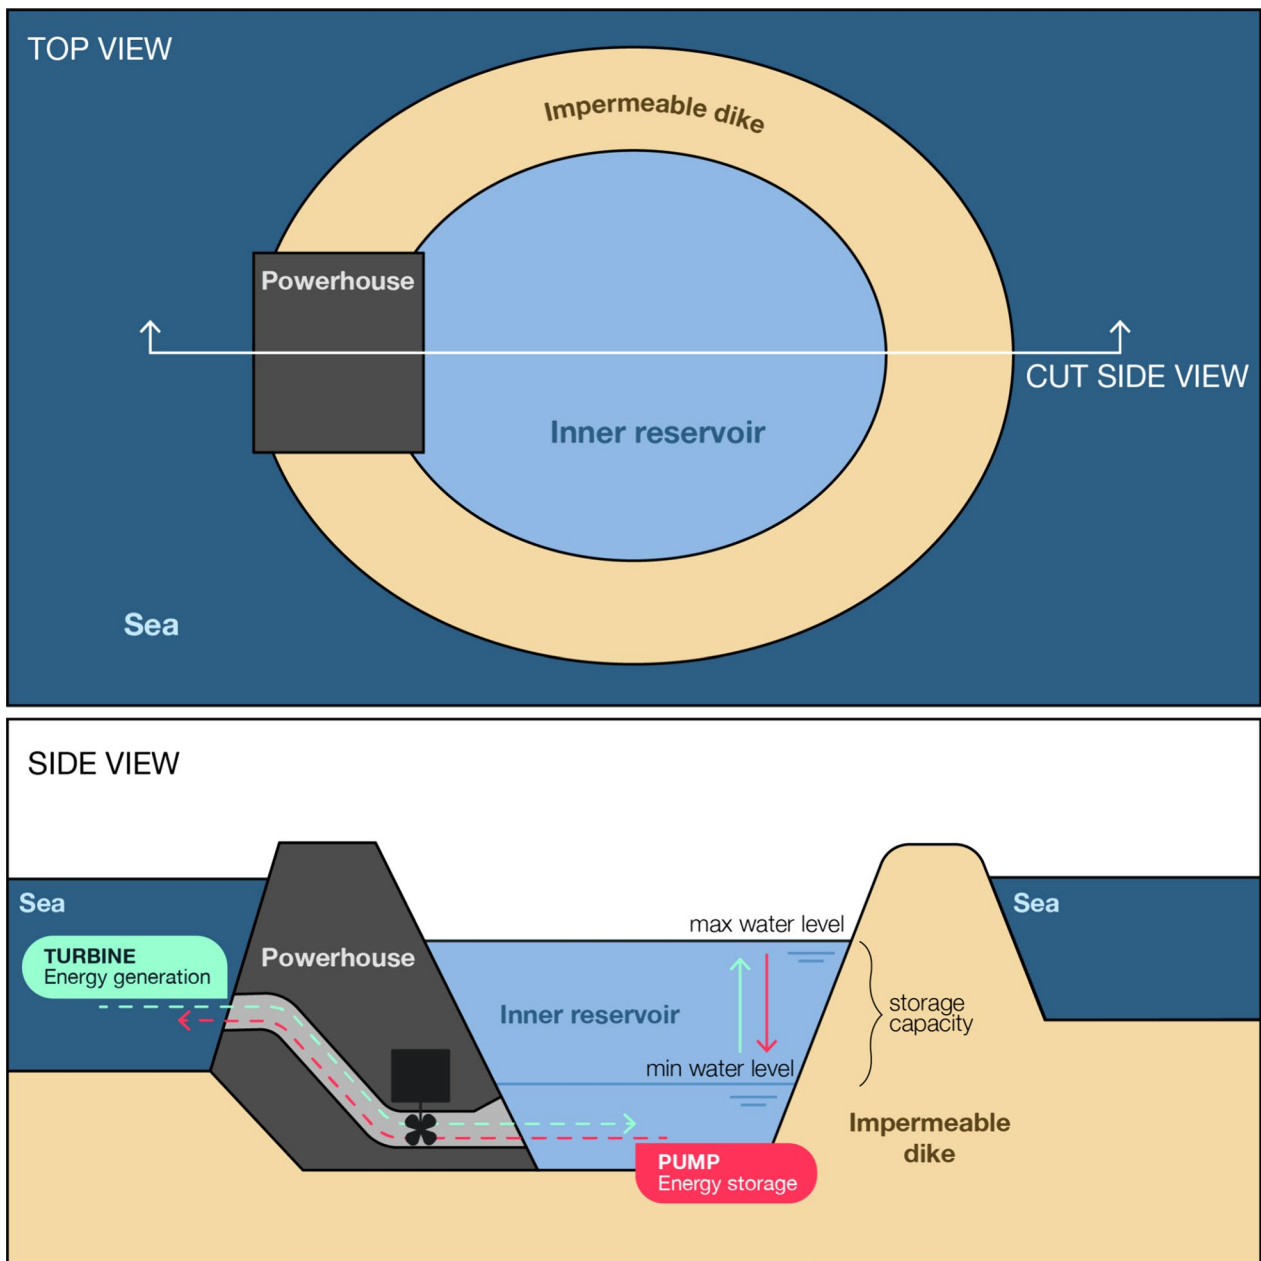 TOP VIEW
Impermeable dike
Powerhouse
CUT SIDE VIEW
Inner reservoir
Sea
SIDE VIEW
Sea
Sea
max water level
TURBINE
Energy generation
Powerhouse
Inner reservoir
storage
capacity
min water level
Impermeable
dike
PUMP
Energy storage